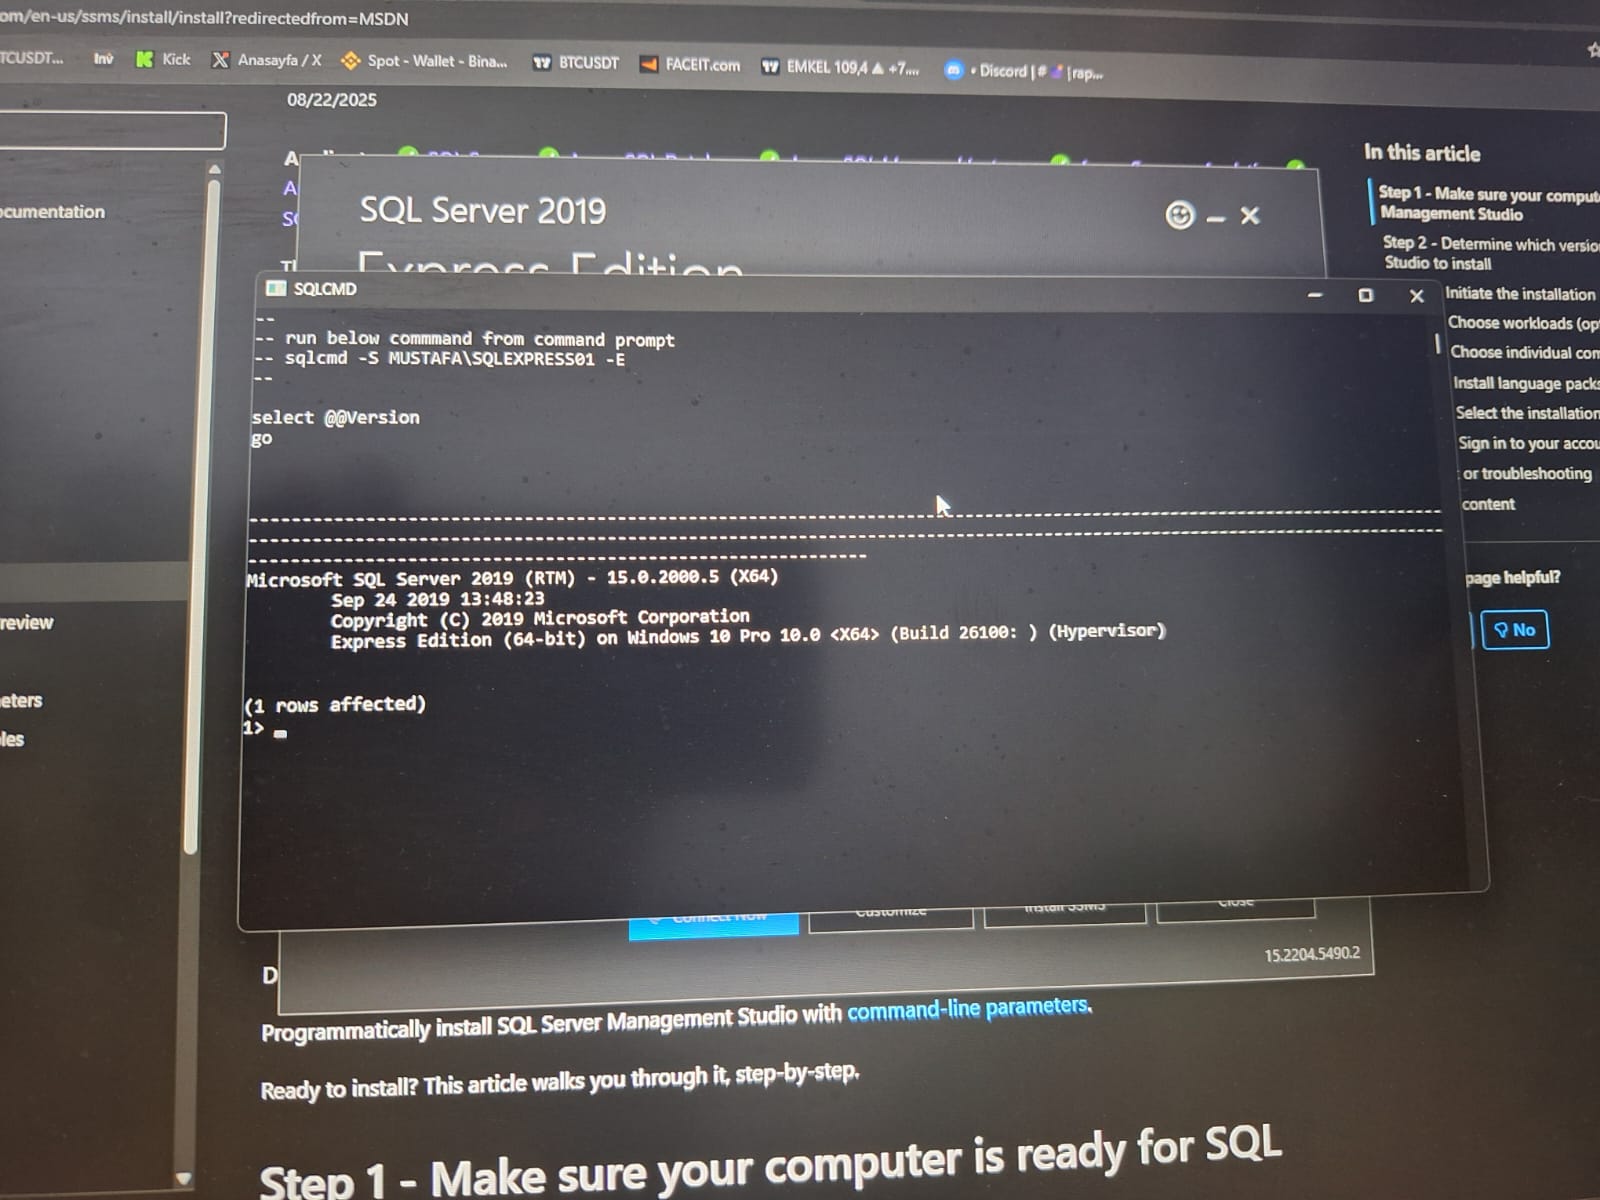 om/en-us/ssms/install/install?redirectedfrom=MSDN
TCUSDT... Inv Kick Anasayfa / X Spot - Wallet - Bina... BTCUSDT FACEIT.com EMKEL 109,4 ▲ +7.... • Discord | # |rap...
08/22/2025
In this article
Step 1 - Make sure your comput
Management Studio
Step 2 - Determine which versio
Studio to install
Initiate the installation
Choose workloads (op
Choose individual com
Install language packs
Select the installation
Sign in to your accou
or troubleshooting
content
page helpful?
No
ocumentation
review
eters
les
SQL Server 2019
Express Edition
SQLCMD
--
-- run below commmand from command prompt
-- sqlcmd -S MUSTAFA\SQLEXPRESS01 -E
--
select @@Version
go
Microsoft SQL Server 2019 (RTM) - 15.0.2000.5 (X64)
Sep 24 2019 13:48:23
Copyright (C) 2019 Microsoft Corporation
Express Edition (64-bit) on Windows 10 Pro 10.0 <X64> (Build 26100: ) (Hypervisor)
(1 rows affected)
1>
Connect Now Customize Install SSMS Close
15.2204.5490.2
D
Programmatically install SQL Server Management Studio with command-line parameters.
Ready to install? This article walks you through it, step-by-step.
Step 1 - Make sure your computer is ready for SQL